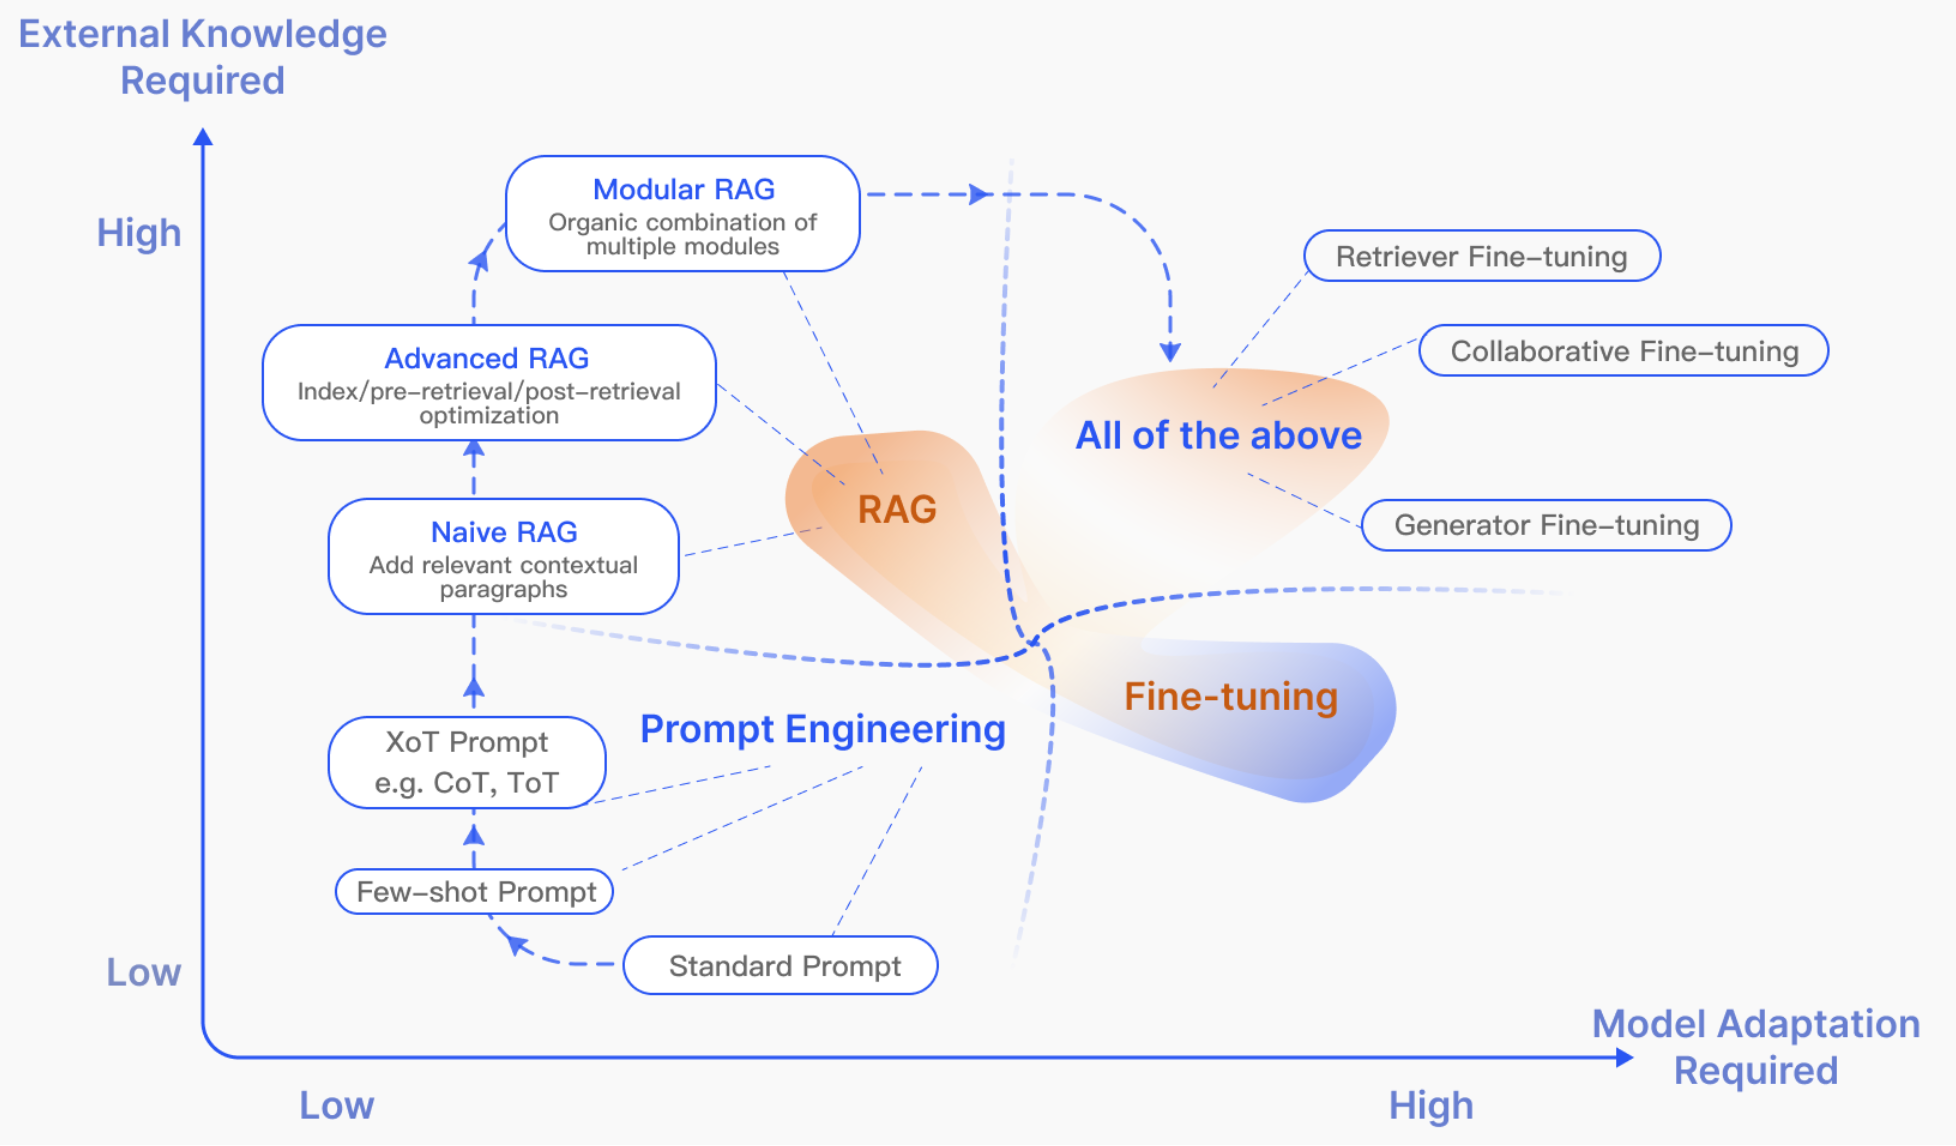 External Knowledge
Required
High
Modular RAG
Organic combination of
multiple modules
Retriever Fine-tuning
Advanced RAG
Index/pre-retrieval/post-retrieval
optimization
Collaborative Fine-tuning
All of the above
RAG
Naive RAG
Add relevant contextual
paragraphs
Generator Fine-tuning
Fine-tuning
Prompt Engineering
XoT Prompt
e.g. CoT, ToT
Few-shot Prompt
Standard Prompt
Low
Model Adaptation
Required
Low
High